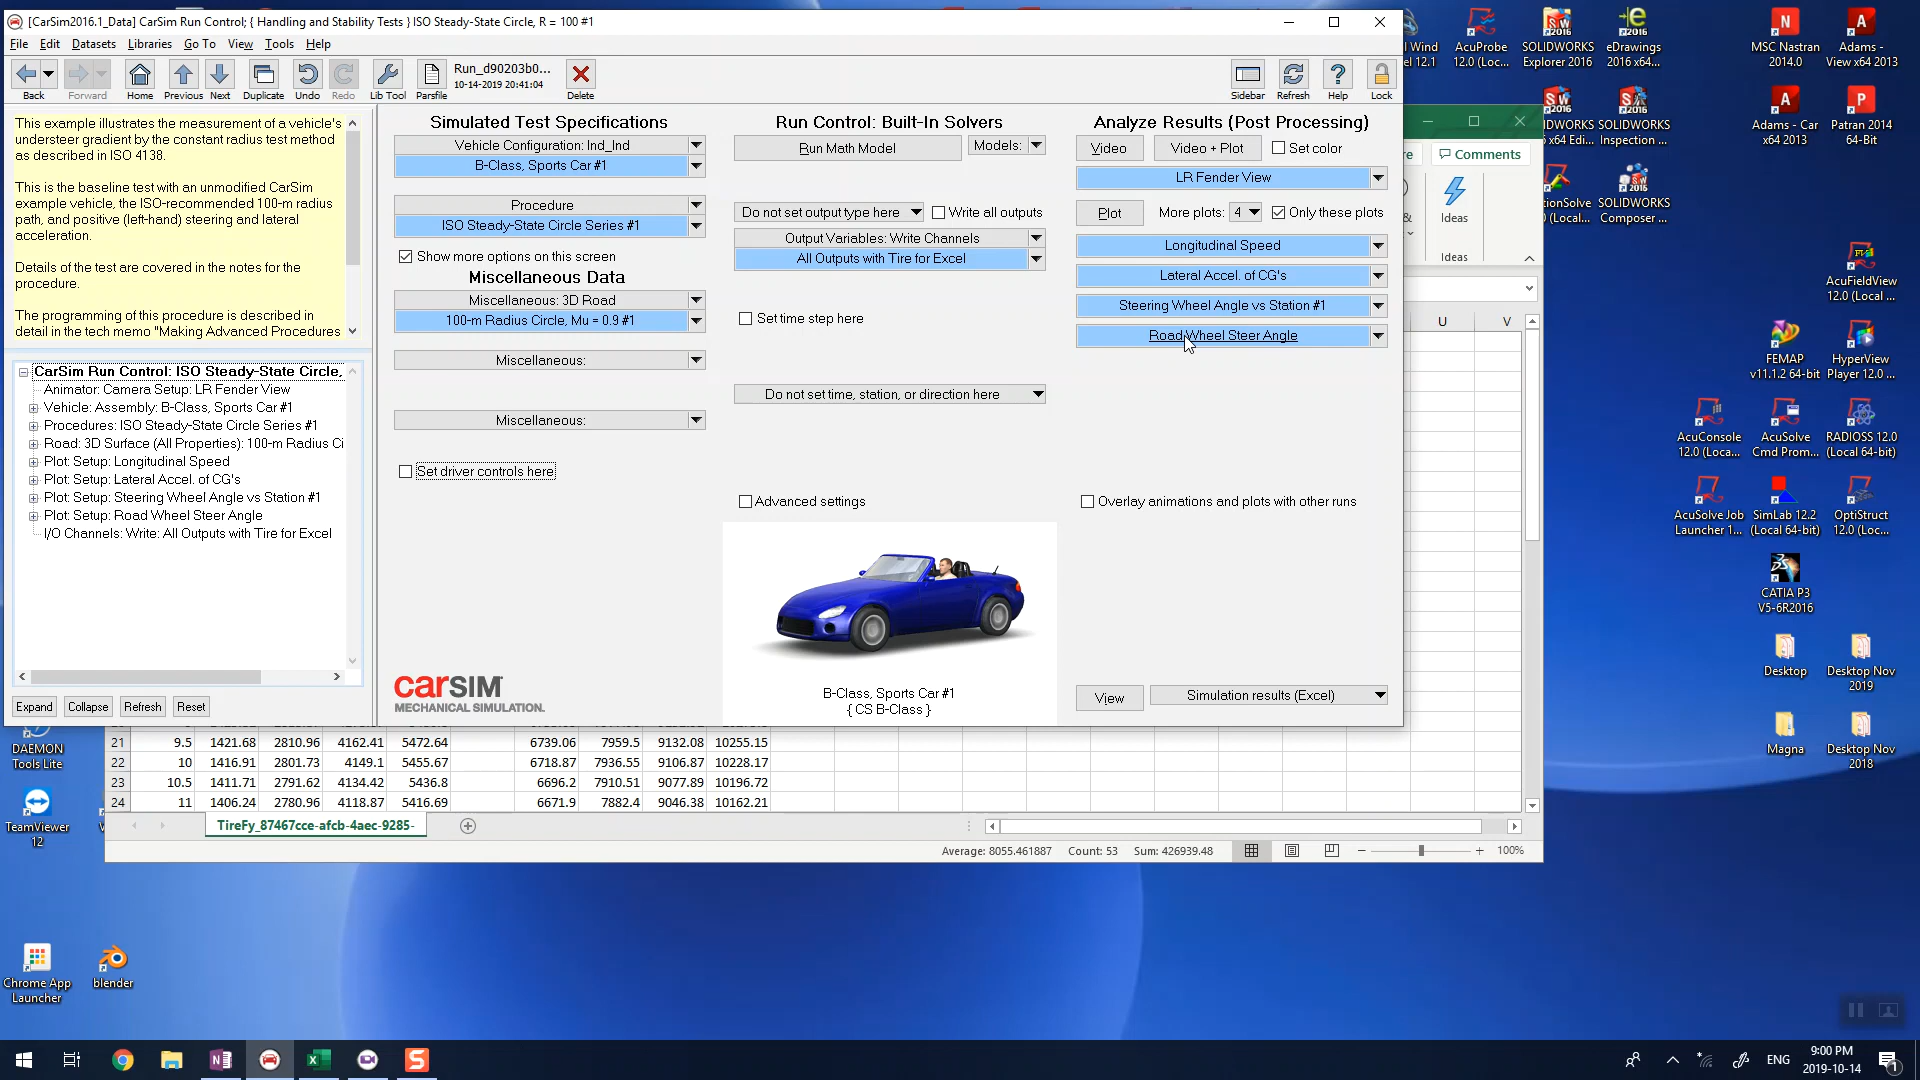 [CarSim2016.1_Data] CarSim Run Control; { Handling and Stability Tests } ISO Steady-State Circle, R = 100 #1
File Edit Datasets Libraries Go To View Tools Help
Back Forward Home Previous Next Duplicate Undo Redo Lib Tool Parsfile
Run_d90203b0...
10-14-2019 20:41:04
Delete Sidebar Refresh Help Lock
This example illustrates the measurement of a vehicle's
understeer gradient by the constant radius test method
as described in ISO 4138.
This is the baseline test with an unmodified CarSim
example vehicle, the ISO-recommended 100-m radius
path, and positive (left-hand) steering and lateral
acceleration.
Details of the test are covered in the notes for the
procedure.
The programming of this procedure is described in
detail in the tech memo "Making Advanced Procedures
CarSim Run Control: ISO Steady-State Circle,
Animator: Camera Setup: LR Fender View
Vehicle: Assembly: B-Class, Sports Car #1
Procedures: ISO Steady-State Circle Series #1
Road: 3D Surface (All Properties): 100-m Radius Ci
Plot: Setup: Longitudinal Speed
Plot: Setup: Lateral Accel. of CG's
Plot: Setup: Steering Wheel Angle vs Station #1
Plot: Setup: Road Wheel Steer Angle
I/O Channels: Write: All Outputs with Tire for Excel
Expand Collapse Refresh Reset
Simulated Test Specifications
Vehicle Configuration: Ind_Ind
B-Class, Sports Car #1
Procedure
ISO Steady-State Circle Series #1
Show more options on this screen
Miscellaneous Data
Miscellaneous: 3D Road
100-m Radius Circle, Mu = 0.9 #1
Miscellaneous:
Miscellaneous:
Set driver controls here
carSIM
MECHANICAL SIMULATION.
Run Control: Built-In Solvers
Run Math Model Models:
Do not set output type here Write all outputs
Output Variables: Write Channels
All Outputs with Tire for Excel
Set time step here
Do not set time, station, or direction here
Advanced settings
B-Class, Sports Car #1
{ CS B-Class }
Analyze Results (Post Processing)
Video Video + Plot Set color
LR Fender View
Plot More plots: 4 Only these plots
Longitudinal Speed
Lateral Accel. of CG's
Steering Wheel Angle vs Station #1
Road Wheel Steer Angle
Overlay animations and plots with other runs
View Simulation results (Excel)
re Comments
&
Ideas
Ideas
U V
21 9.5 1421.68 2810.96 4162.41 5472.64 6739.06 7959.5 9132.08 10255.15
22 10 1416.91 2801.73 4149.1 5455.67 6718.87 7936.55 9106.87 10228.17
23 10.5 1411.71 2791.62 4134.42 5436.8 6696.2 7910.51 9077.89 10196.72
24 11 1406.24 2780.96 4118.87 5416.69 6671.9 7882.4 9046.38 10162.21
TireFy_87467cce-afcb-4aec-9285-
Average: 8055.461887 Count: 53 Sum: 426939.48 100%
l Wind
el 12.1
AcuProbe
12.0 (Loc...
SOLIDWORKS
Explorer 2016
eDrawings
2016 x64...
MSC Nastran
2014.0
Adams -
View x64 2013
IDWORKS
x64 Edi...
SOLIDWORKS
Inspection ...
Adams - Car
x64 2013
Patran 2014
64-Bit
tionSolve
(Local...
SOLIDWORKS
Composer ...
AcuFieldView
12.0 (Local ...
FEMAP
v11.1.2 64-bit
HyperView
Player 12.0 ...
AcuConsole
12.0 (Loca...
AcuSolve
Cmd Prom...
RADIOSS 12.0
(Local 64-bit)
AcuSolve Job
Launcher 1...
SimLab 12.2
(Local 64-bit)
OptiStruct
12.0 (Loc...
CATIA P3
V5-6R2016
Desktop
Desktop Nov
2019
Magna
Desktop Nov
2018
DAEMON
Tools Lite
TeamViewer
12
Chrome App
Launcher
blender
ENG
9:00 PM
2019-10-14
1